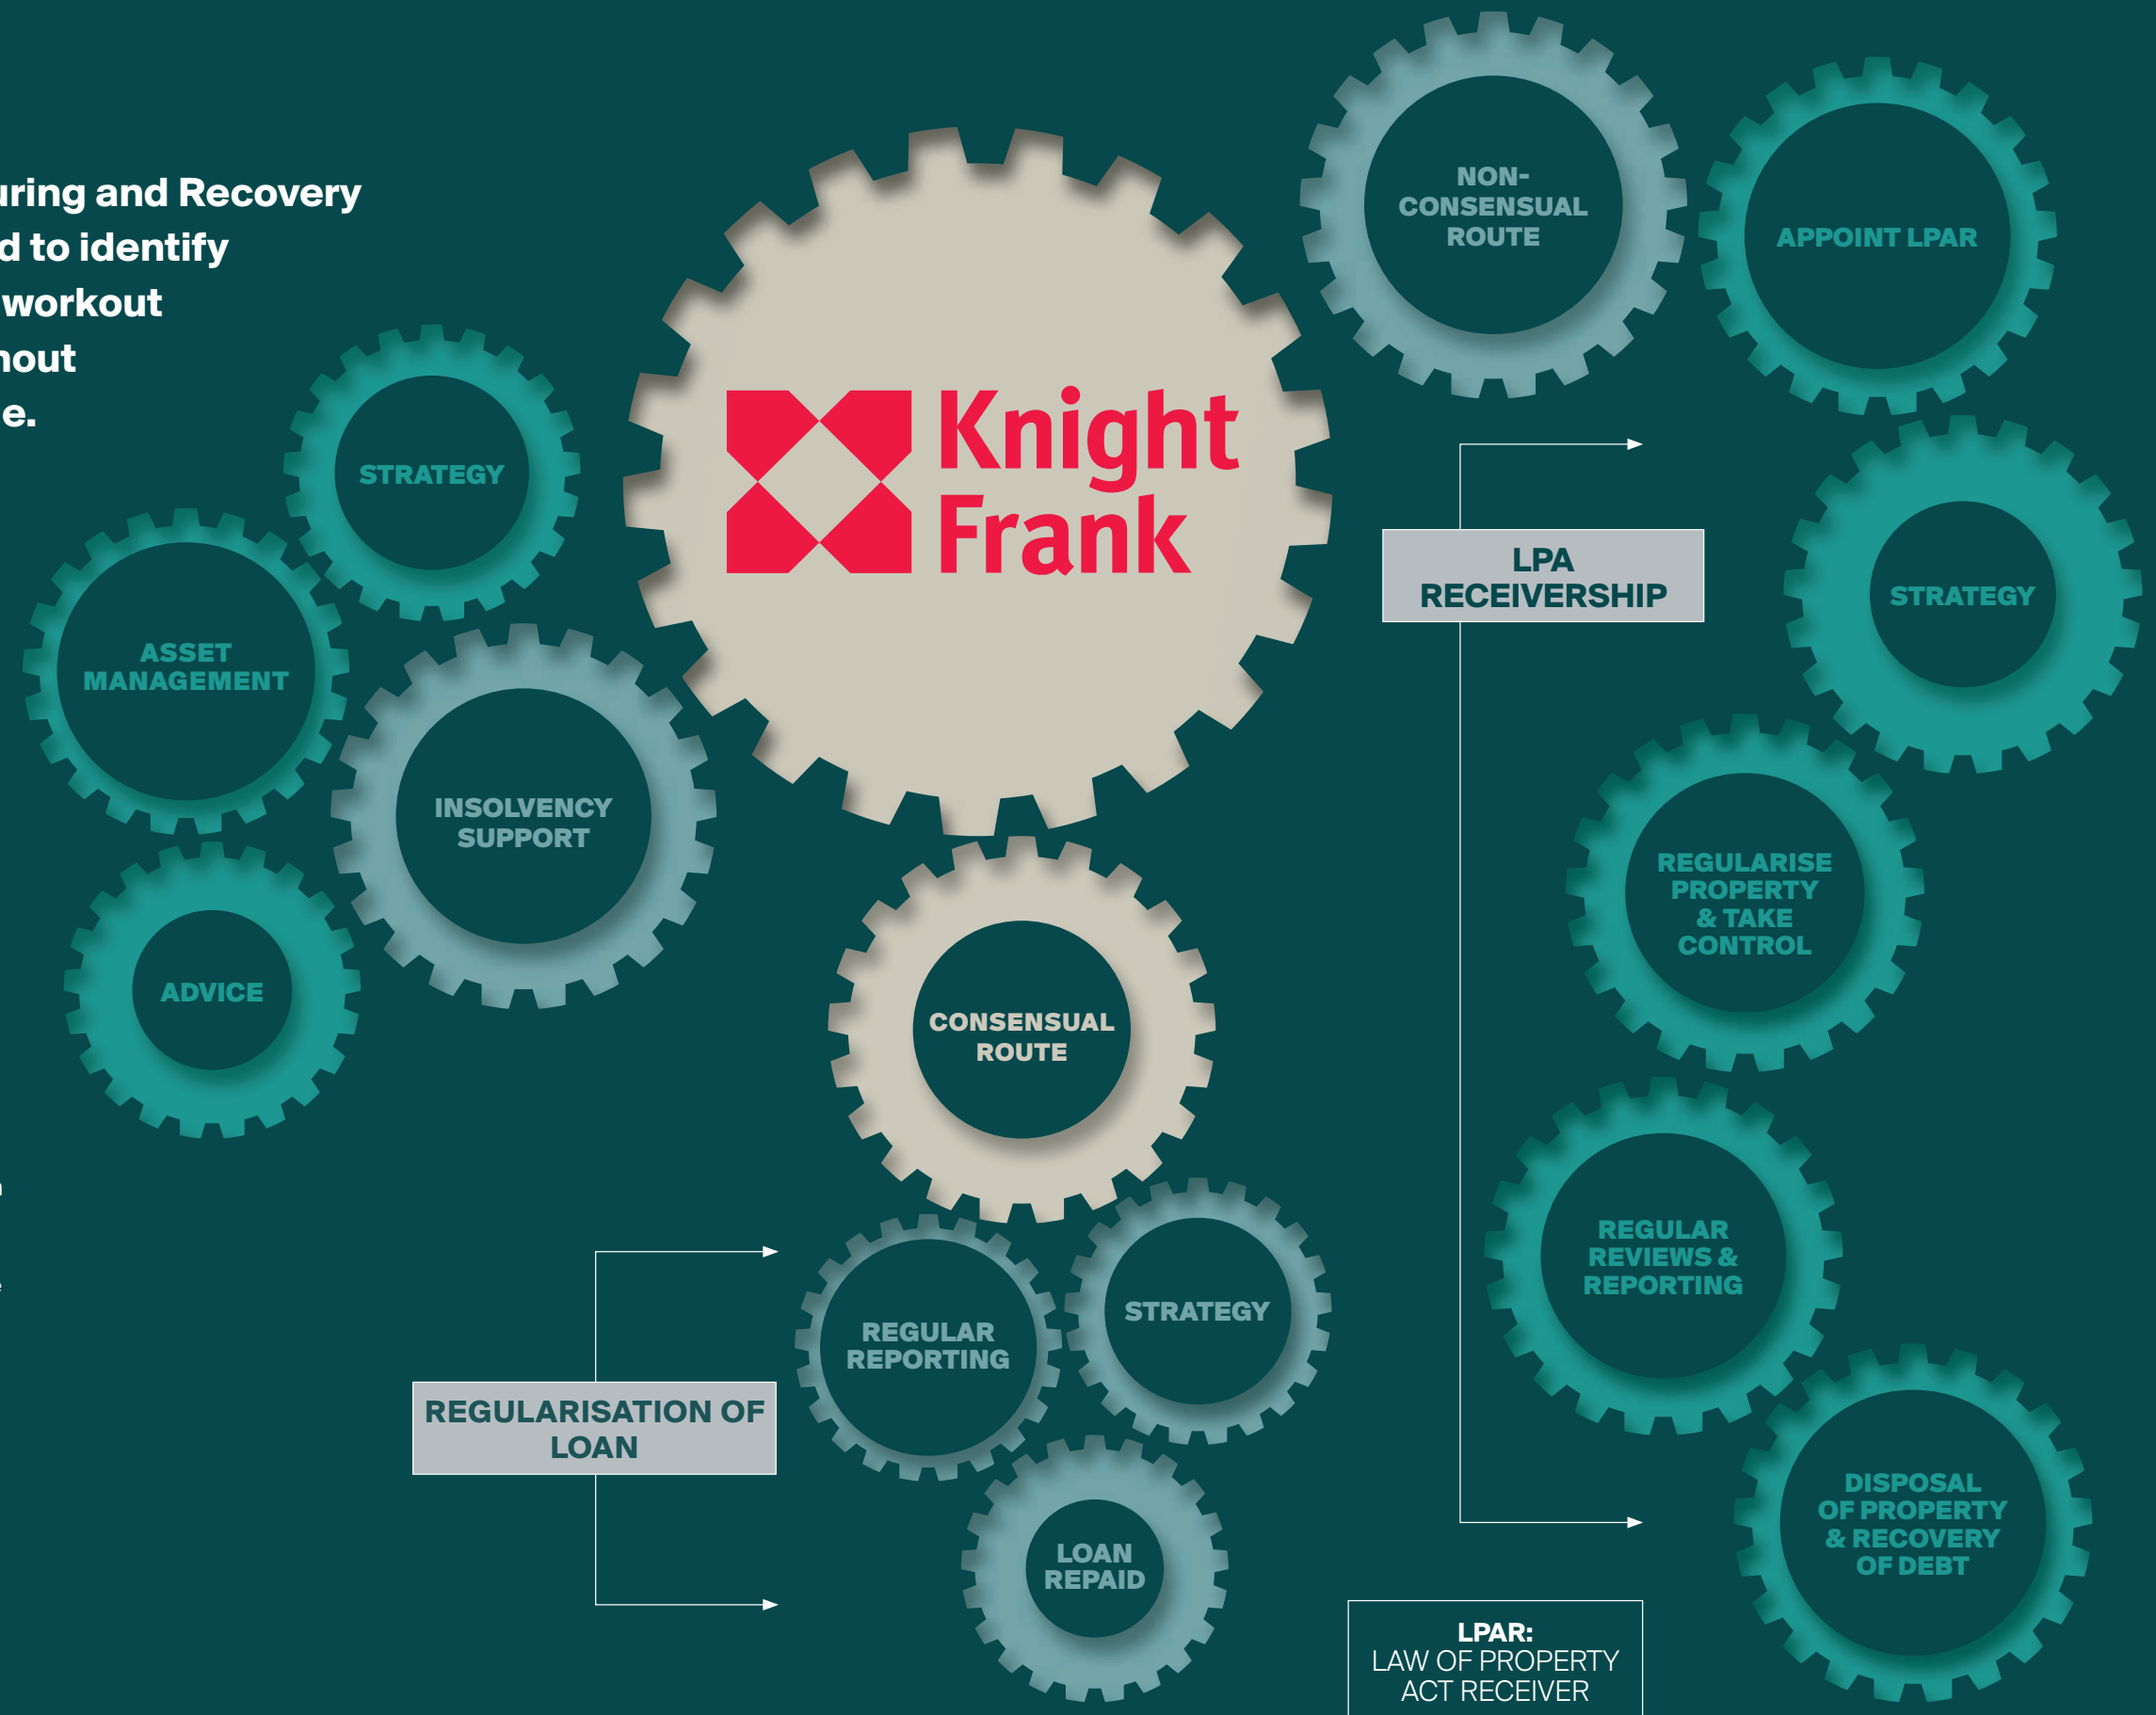 uring and Recovery
d to identify
workout
hout
e.
STRATEGY
ASSET
MANAGEMENT
INSOLVENCY
SUPPORT
ADVICE
Knight
Frank
CONSENSUAL
ROUTE
REGULARISATION OF
LOAN
REGULAR
REPORTING
STRATEGY
LOAN
REPAID
NON-
CONSENSUAL
ROUTE
APPOINT LPAR
LPA
RECEIVERSHIP
STRATEGY
REGULARISE
PROPERTY
& TAKE
CONTROL
REGULAR
REVIEWS &
REPORTING
DISPOSAL
OF PROPERTY
& RECOVERY
OF DEBT
LPAR:
LAW OF PROPERTY
ACT RECEIVER